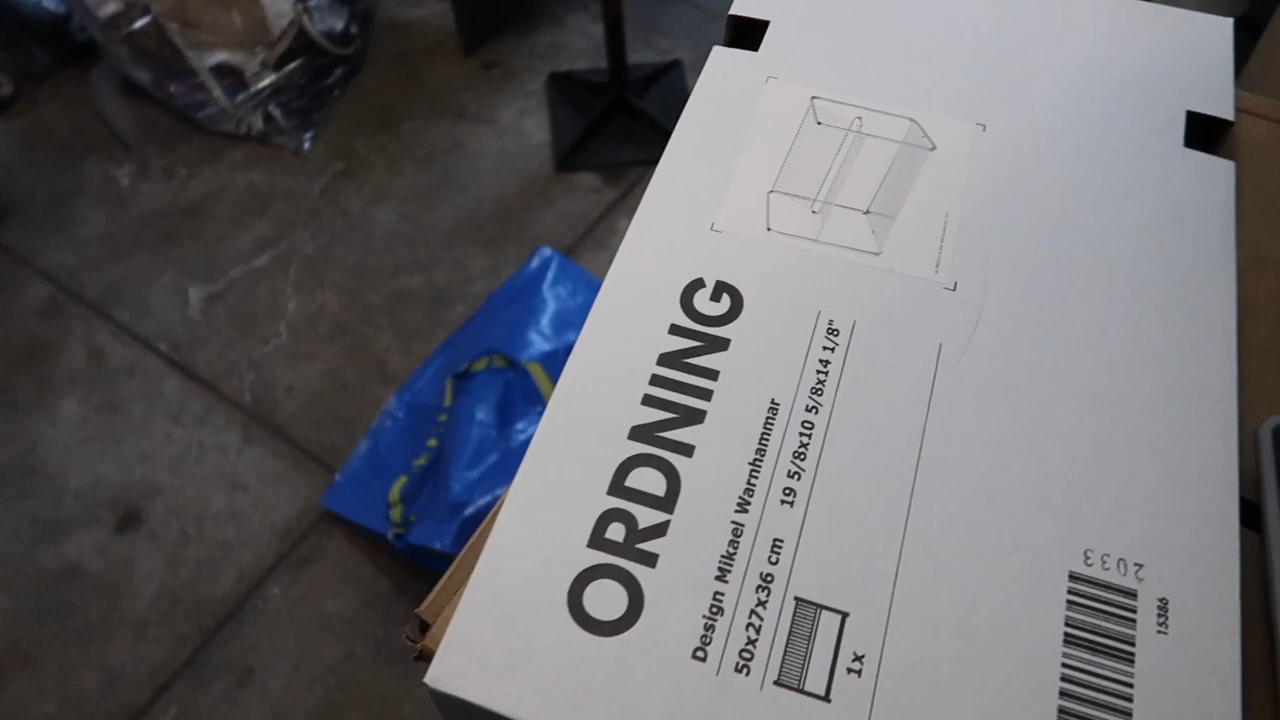 ORDNING
Design Mikael Warnhammar
50x27x36 cm 19 5/8x10 5/8x14 1/8"
1x
2033
15386